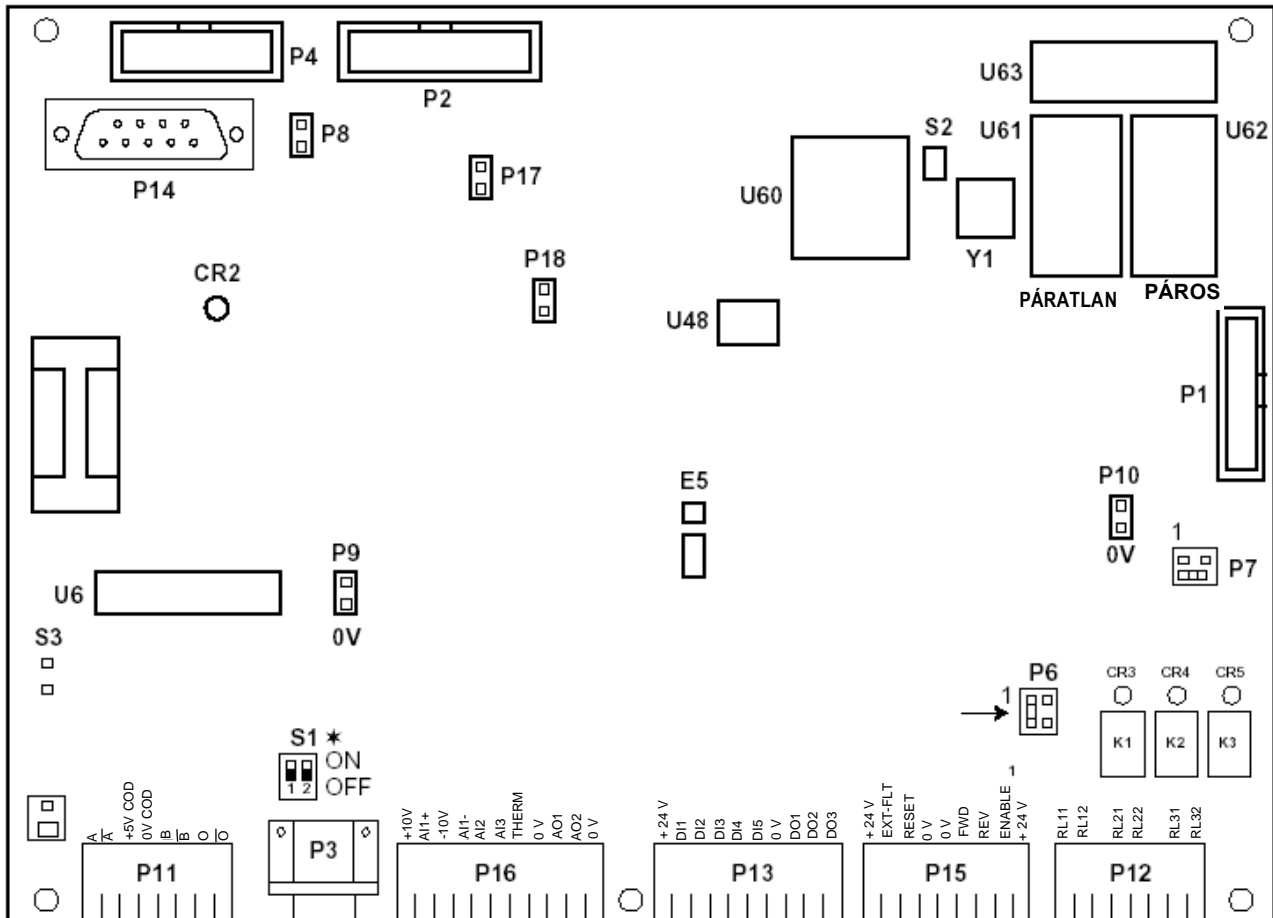 P4
P2
U63
P14
P8
P17
S2
U61
U62
U60
Y1
P18
CR2
U48
PÁRATLAN
PÁROS
P1
E5
P10
0V
1
P7
P9
0V
U6
S3
S1 ✶
ON
OFF
1 2
P6
1
CR3
CR4
CR5
K1
K2
K3
A
A̅
+5V COD
0V COD
B
B̅
O
O̅
P11
P3
+10V
AI1+
-10V
AI1-
AI2
AI3
THERM
0 V
AO1
AO2
0 V
P16
+ 24 V
DI1
DI2
DI3
DI4
DI5
0 V
DO1
DO2
DO3
P13
1
+ 24 V
EXT-FLT
RESET
0 V
0 V
FWD
REV
ENABLE
+ 24 V
P15
RL11
RL12
RL21
RL22
RL31
RL32
P12